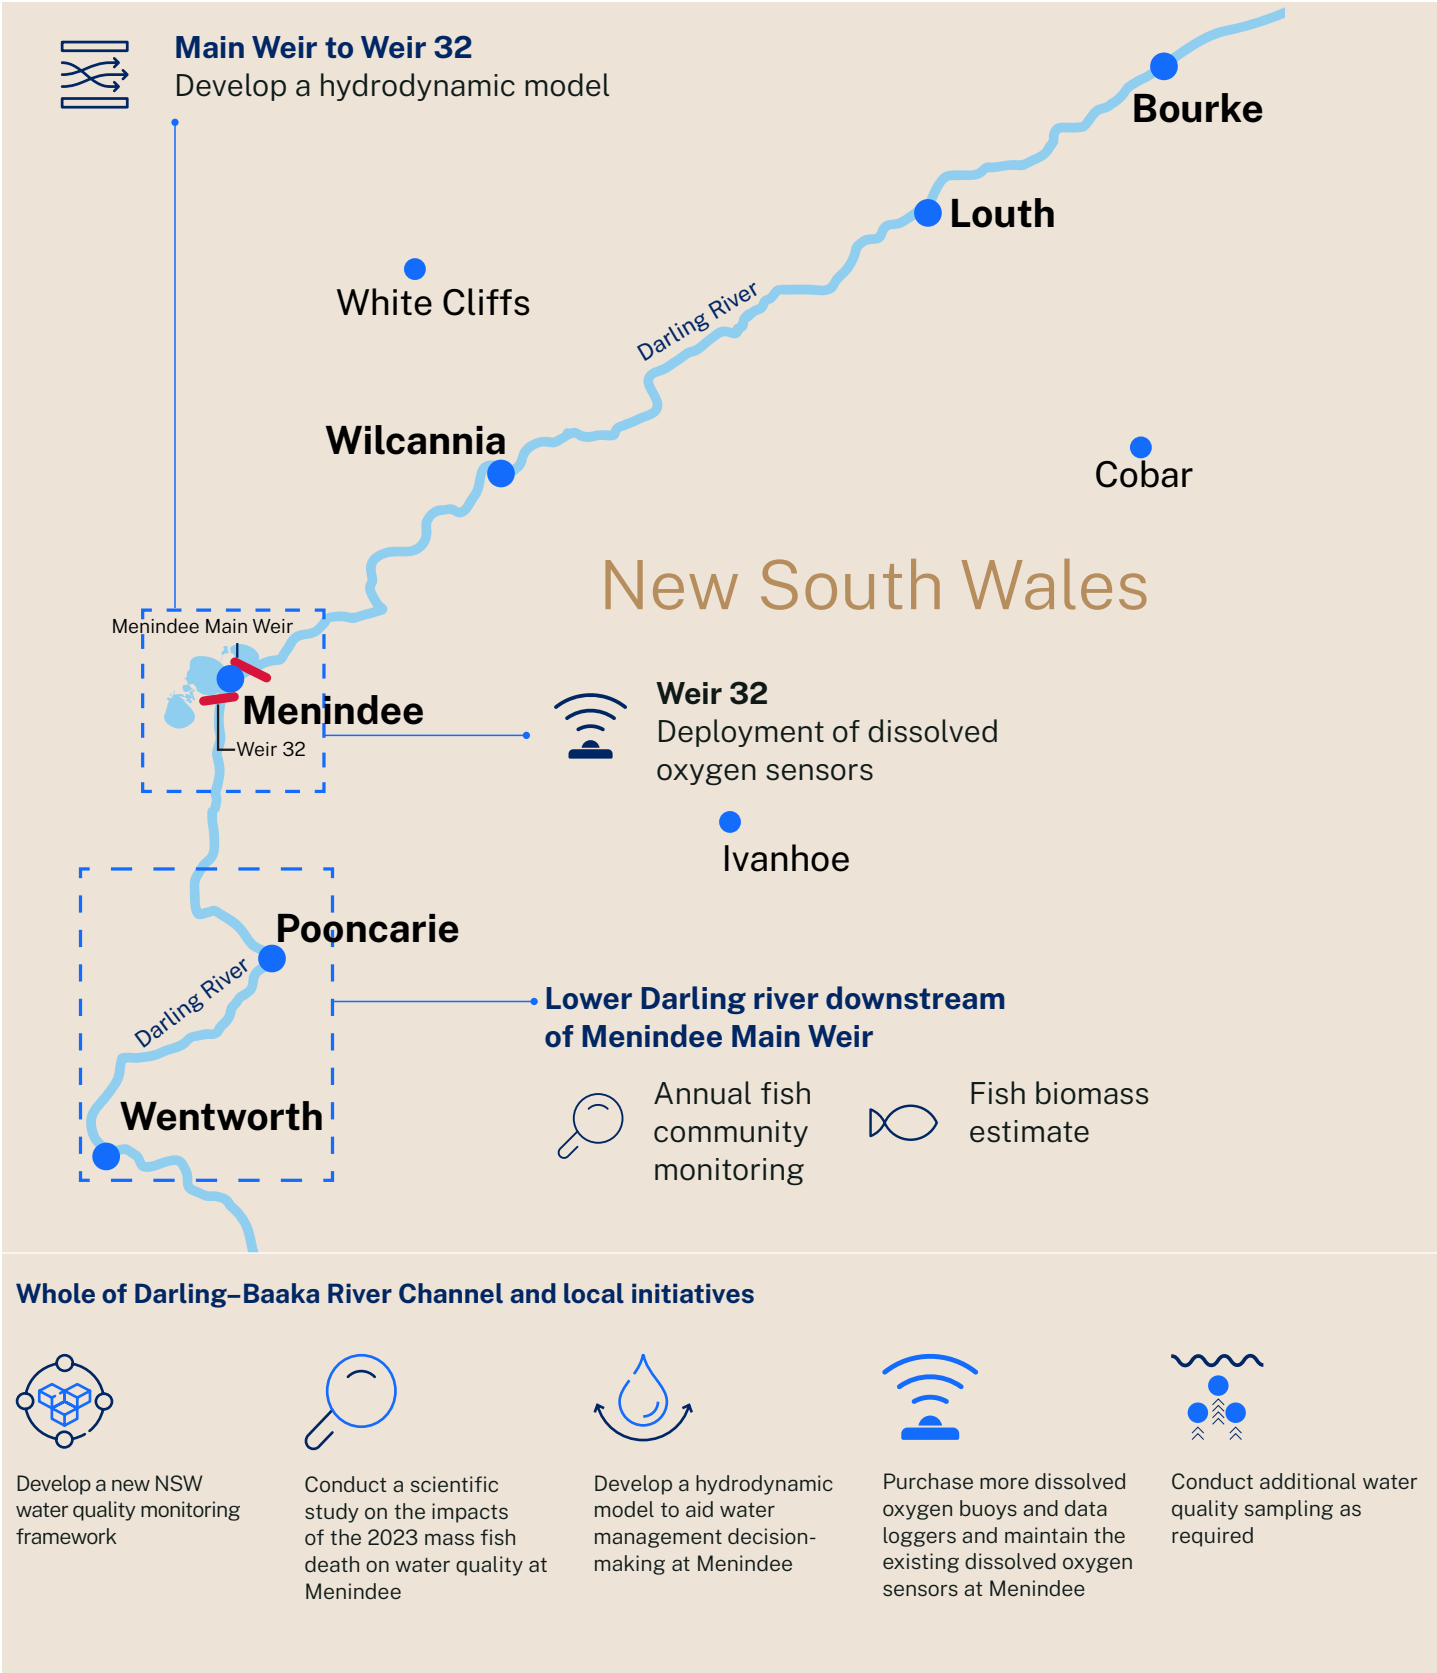 Main Weir to Weir 32
Develop a hydrodynamic model
Bourke
Louth
White Cliffs
Darling River
Wilcannia
Cobar
New South Wales
Menindee Main Weir
Menindee
Weir 32
Weir 32
Deployment of dissolved
oxygen sensors
Ivanhoe
Pooncarie
Darling River
Lower Darling river downstream
of Menindee Main Weir
Annual fish
community
monitoring
Fish biomass
estimate
Wentworth
Whole of Darling–Baaka River Channel and local initiatives
Develop a new NSW
water quality monitoring
framework
Conduct a scientific
study on the impacts
of the 2023 mass fish
death on water quality at
Menindee
Develop a hydrodynamic
model to aid water
management decision-
making at Menindee
Purchase more dissolved
oxygen buoys and data
loggers and maintain the
existing dissolved oxygen
sensors at Menindee
Conduct additional water
quality sampling as
required